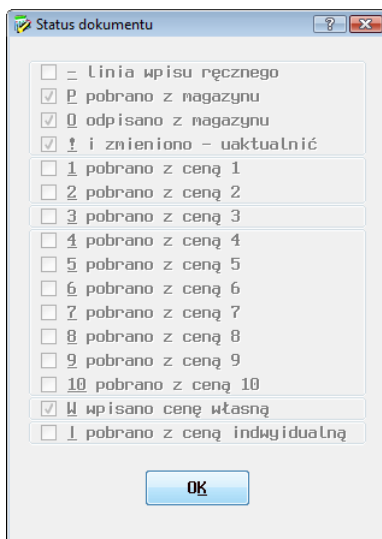 Status dokumentu
– linia wpisu ręcznego
P pobrano z magazynu
O odpisano z magazynu
! i zmieniono – uaktualnić
1 pobrano z ceną 1
2 pobrano z ceną 2
3 pobrano z ceną 3
4 pobrano z ceną 4
5 pobrano z ceną 5
6 pobrano z ceną 6
7 pobrano z ceną 7
8 pobrano z ceną 8
9 pobrano z ceną 9
10 pobrano z ceną 10
W wpisano cenę własną
I pobrano z ceną indwyidualną
OK